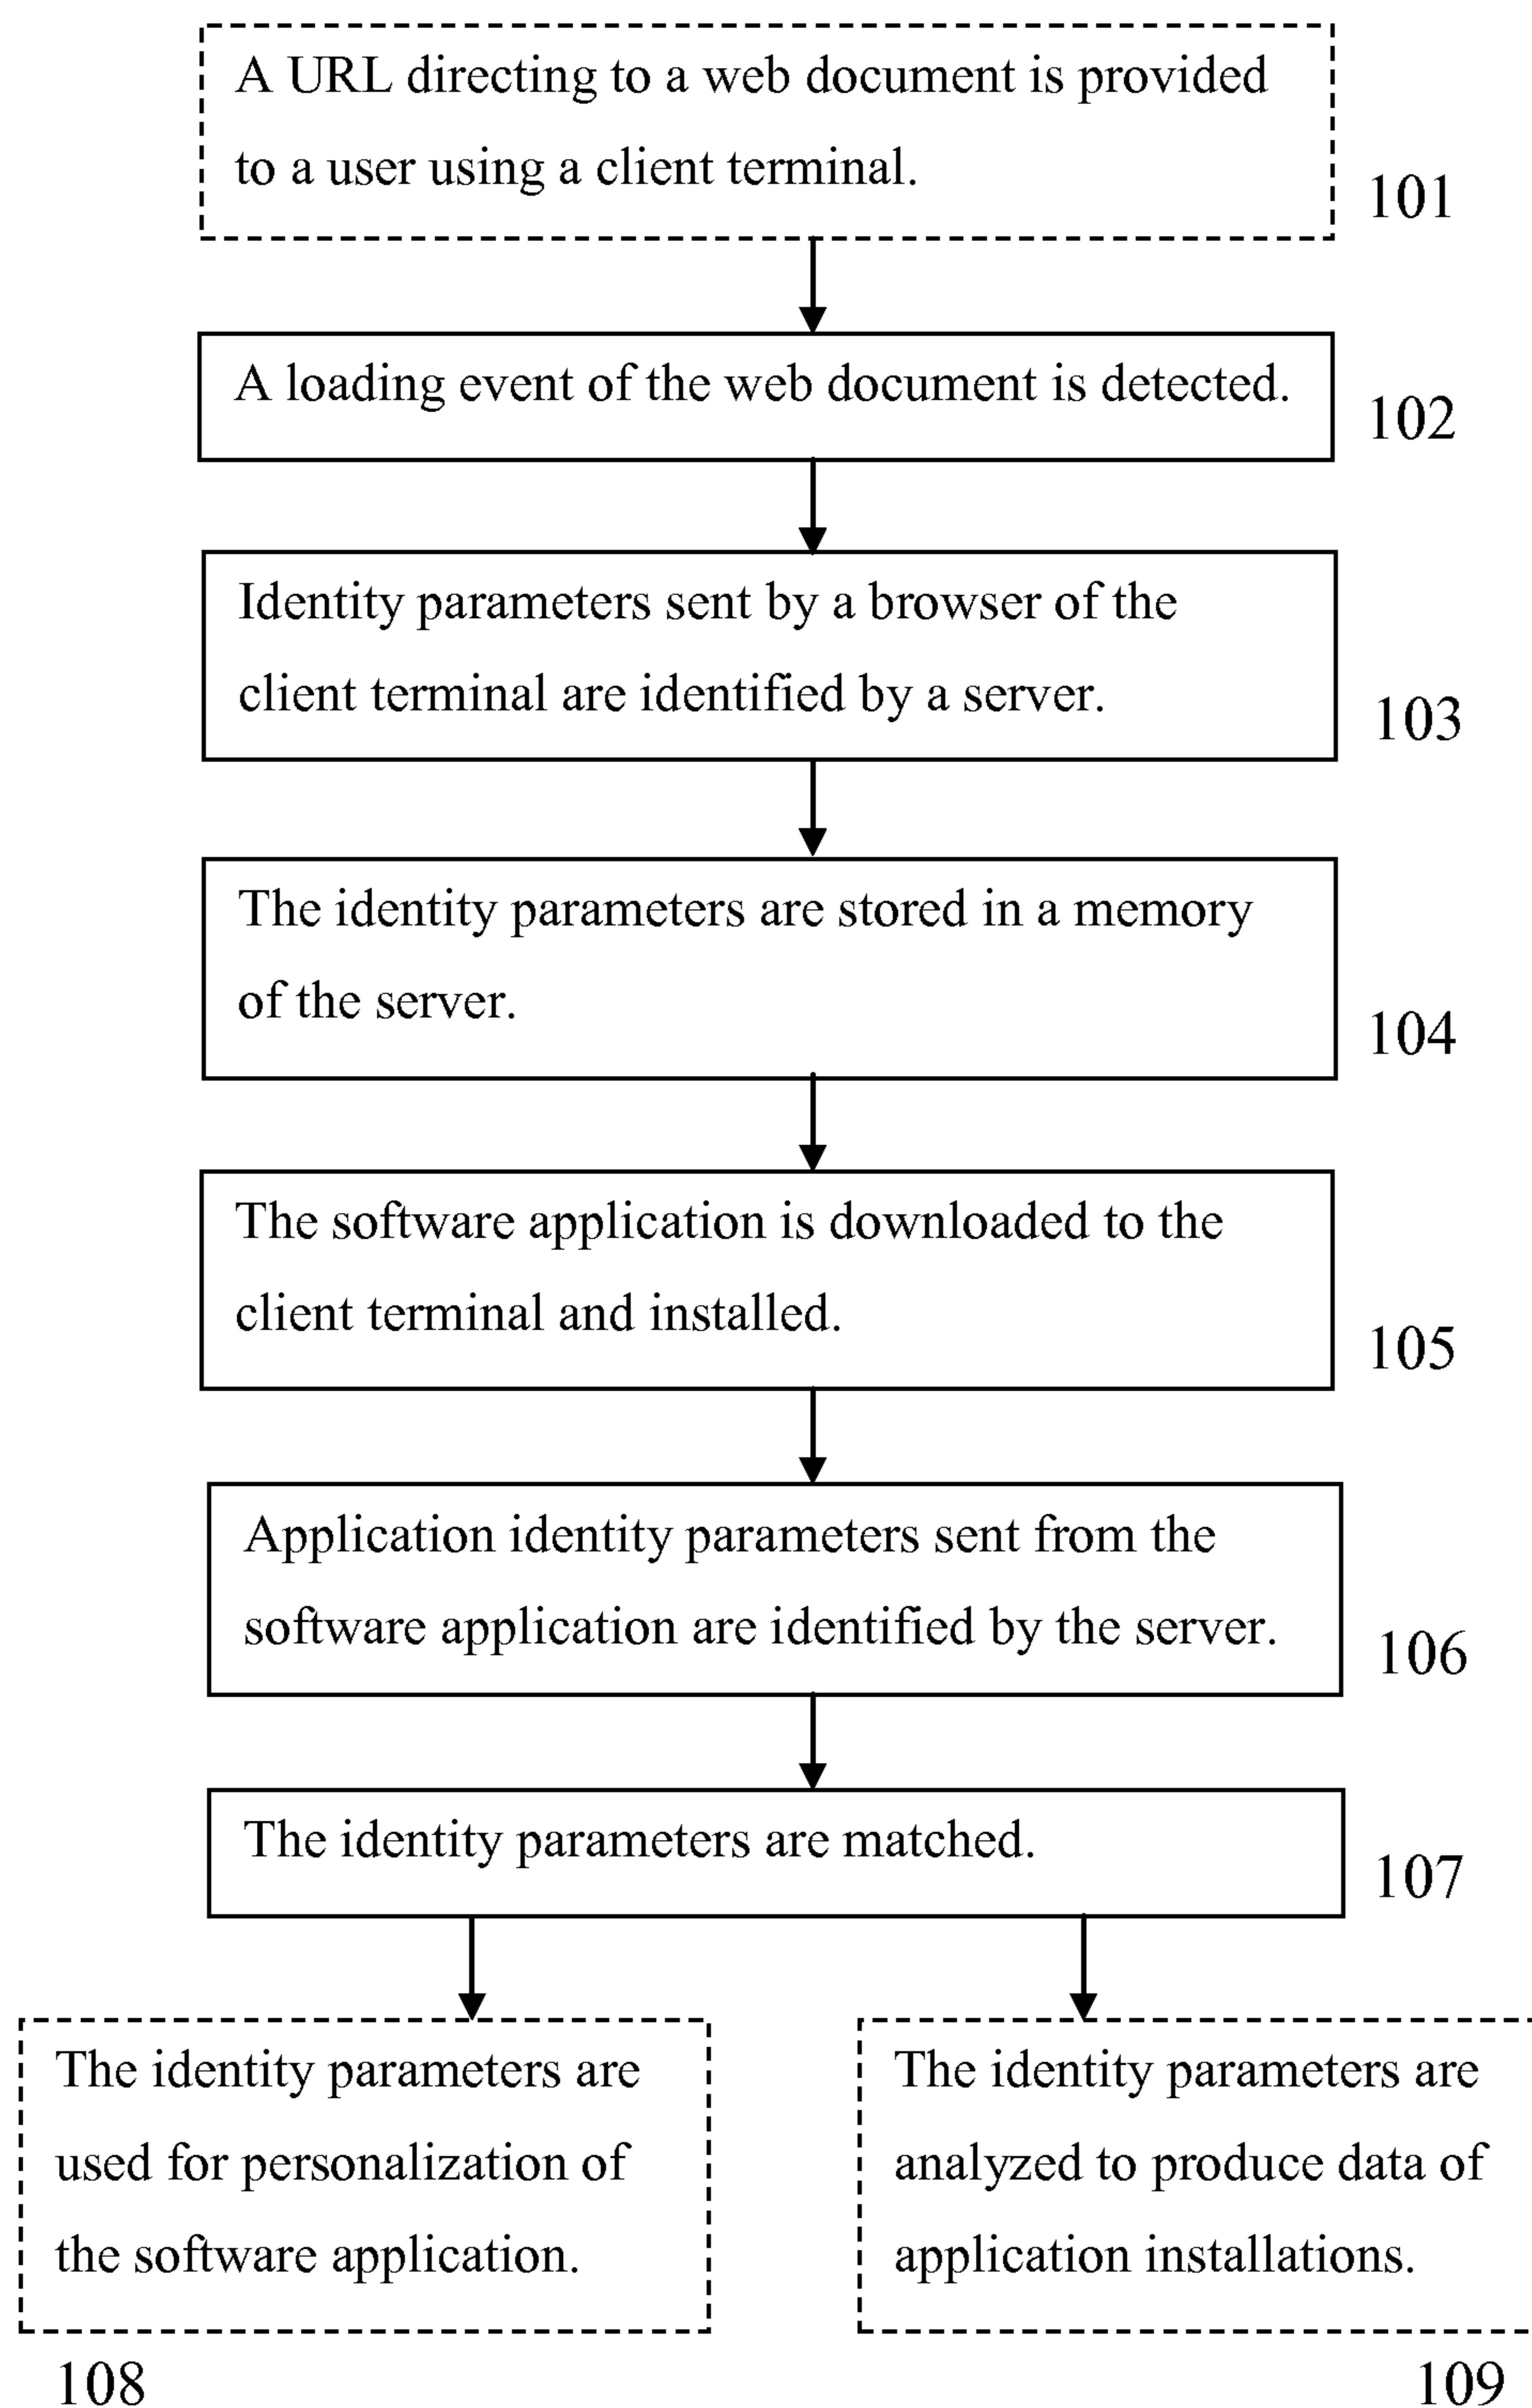 A URL directing to a web document is provided
to a user using a client terminal.
101
A loading event of the web document is detected.
102
Identity parameters sent by a browser of the
client terminal are identified by a server.
103
The identity parameters are stored in a memory
of the server.
104
The software application is downloaded to the
client terminal and installed.
105
Application identity parameters sent from the
software application are identified by the server.
106
The identity parameters are matched.
107
The identity parameters are
used for personalization of
the software application.
108
The identity parameters are
analyzed to produce data of
application installations.
109